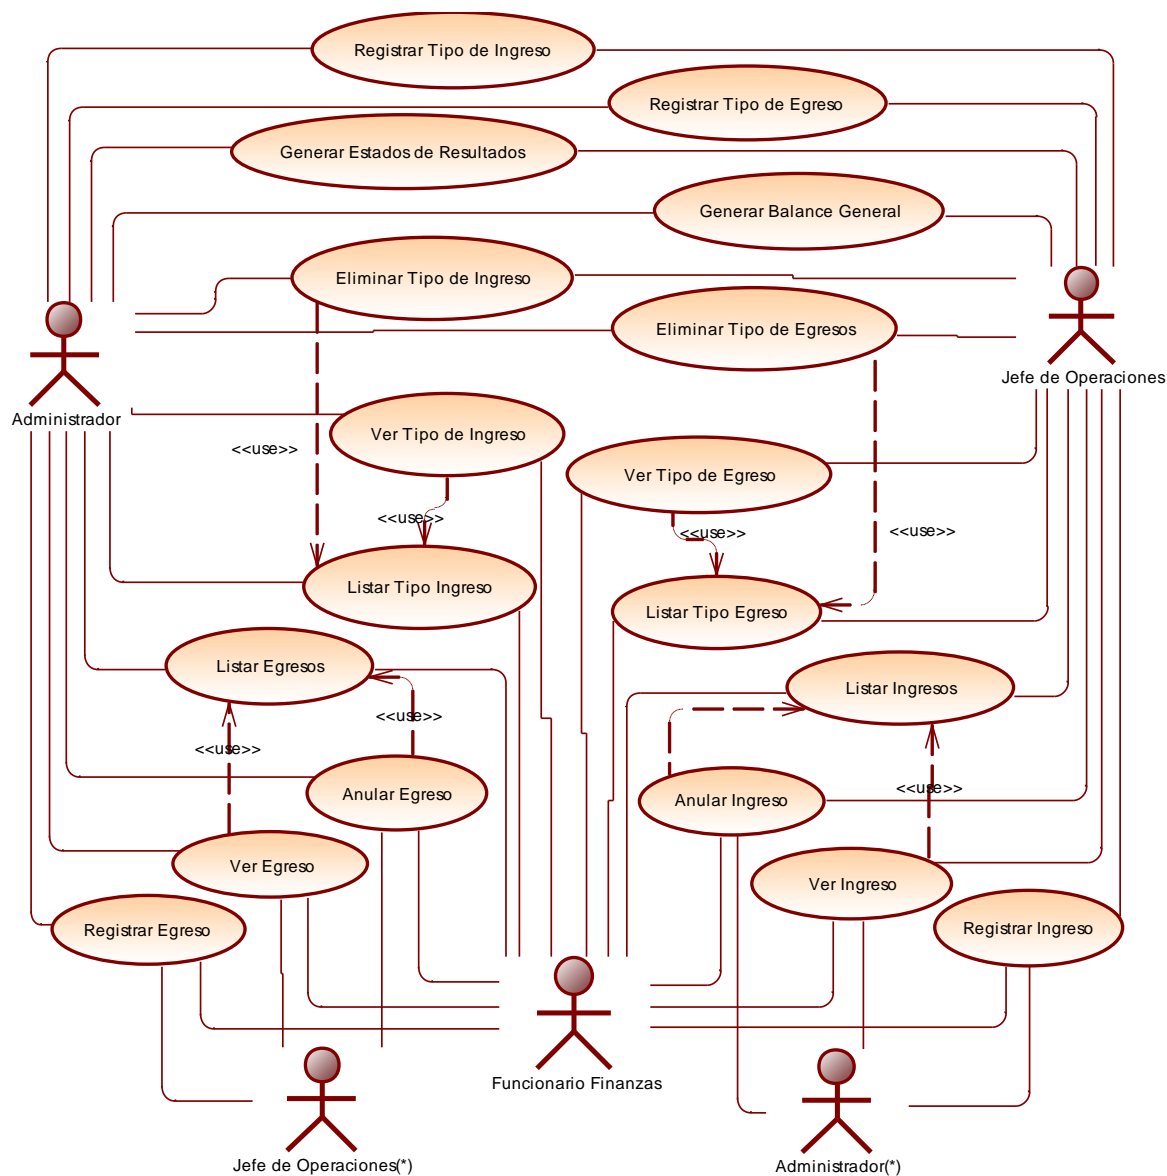 Registrar Tipo de Ingreso
Registrar Tipo de Egreso
Generar Estados de Resultados
Generar Balance General
Eliminar Tipo de Ingreso
Eliminar Tipo de Egresos
Jefe de Operaciones
Administrador
Ver Tipo de Ingreso
<<use>>
Ver Tipo de Egreso
<<use>>
<<use>>
<<use>>
Listar Tipo Ingreso
Listar Tipo Egreso
Listar Egresos
Listar Ingresos
<<use>>
<<use>>
<<use>>
Anular Egreso
Anular Ingreso
Ver Egreso
Ver Ingreso
Registrar Egreso
Registrar Ingreso
Funcionario Finanzas
Jefe de Operaciones(*)
Administrador(*)